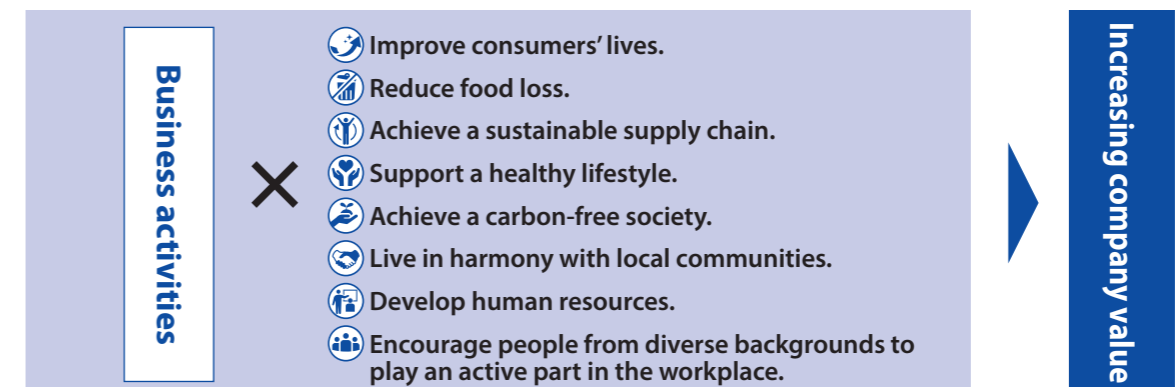 Business activities
×
Improve consumers’ lives.
Reduce food loss.
Achieve a sustainable supply chain.
Support a healthy lifestyle.
Achieve a carbon-free society.
Live in harmony with local communities.
Develop human resources.
Encourage people from diverse backgrounds to
play an active part in the workplace.
Increasing company value